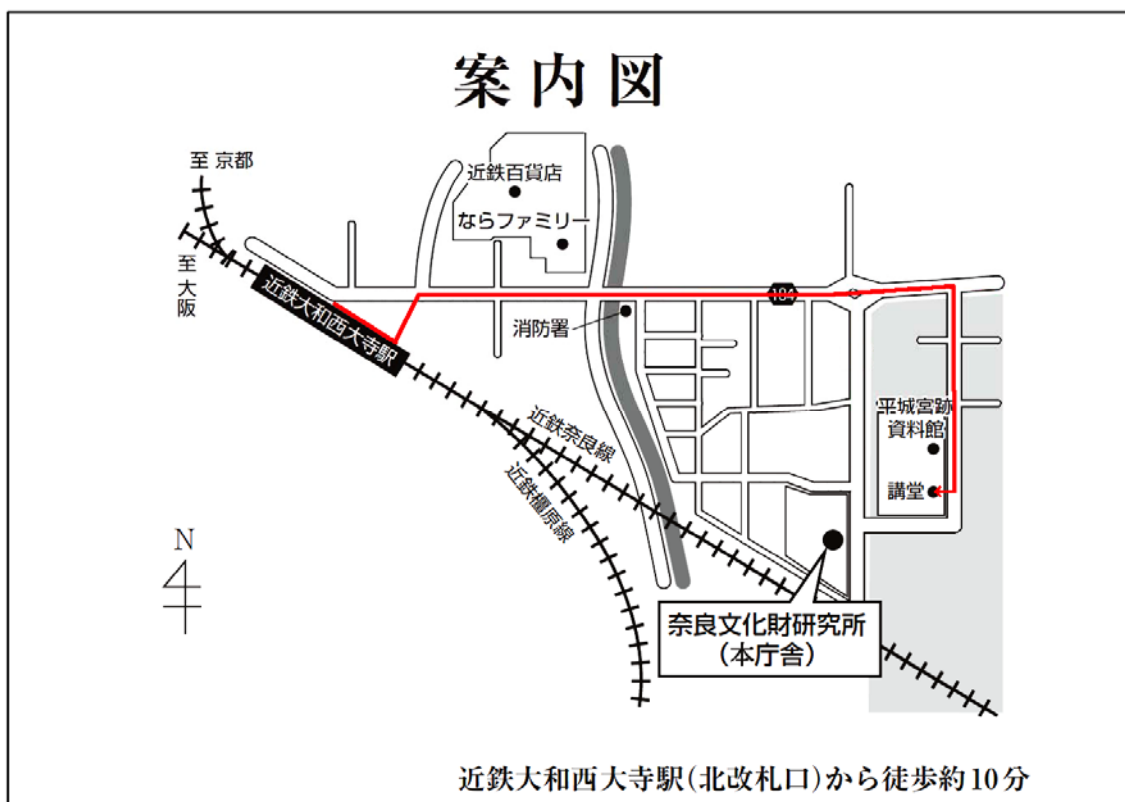 案内図
至 京都
至 大阪
近鉄百貨店
ならファミリー
近鉄大和西大寺駅
消防署
近鉄奈良線
近鉄橿原線
平城宮跡
資料館
講堂
N
奈良文化財研究所
（本庁舎）
近鉄大和西大寺駅(北改札口)から徒歩約10分